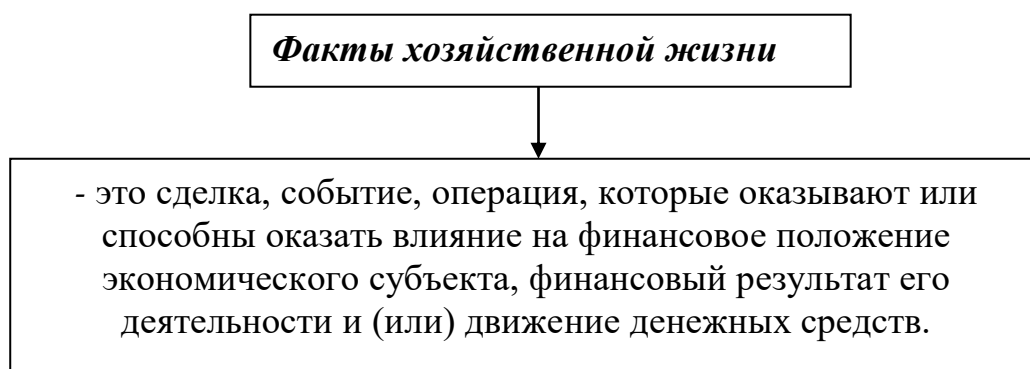 Факты хозяйственной жизни
- это сделка, событие, операция, которые оказывают или
способны оказать влияние на финансовое положение
экономического субъекта, финансовый результат его
деятельности и (или) движение денежных средств.